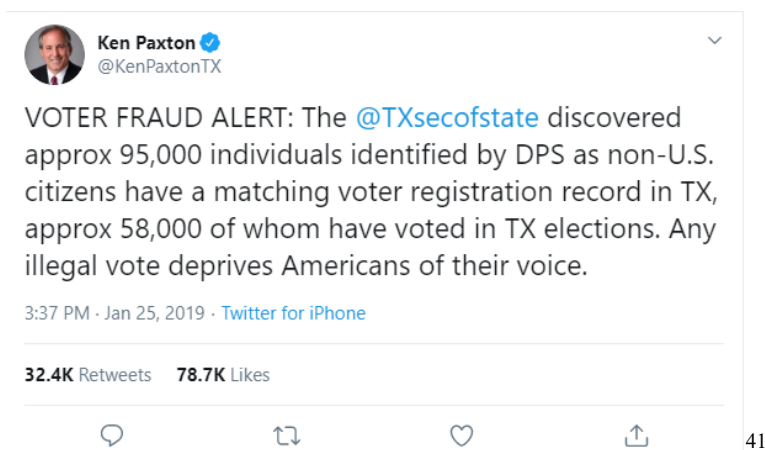 Ken Paxton
@KenPaxtonTX
VOTER FRAUD ALERT: The @TXsecofstate discovered
approx 95,000 individuals identified by DPS as non-U.S.
citizens have a matching voter registration record in TX,
approx 58,000 of whom have voted in TX elections. Any
illegal vote deprives Americans of their voice.
3:37 PM · Jan 25, 2019 · Twitter for iPhone
32.4K Retweets 78.7K Likes
41